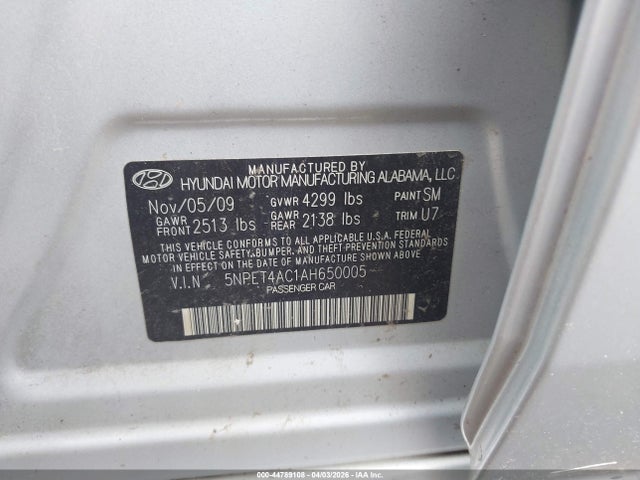 MANUFACTURED BY
HYUNDAI MOTOR MANUFACTURING ALABAMA, LLC
Nov/05/09 GVWR 4299 lbs PAINT SM
GAWR FRONT 2513 lbs GAWR REAR 2138 lbs TRIM U7
THIS VEHICLE CONFORMS TO ALL APPLICABLE U.S.A. FEDERAL
MOTOR VEHICLE SAFETY,BUMPER, AND THEFT PREVENTION STANDARDS
IN EFFECT ON THE DATE OF MANUFACTURE SHOWN ABOVE
V.I.N 5NPET4AC1AH650005
PASSENGER CAR
000-44789108 - 04/03/2026 - ©IAA